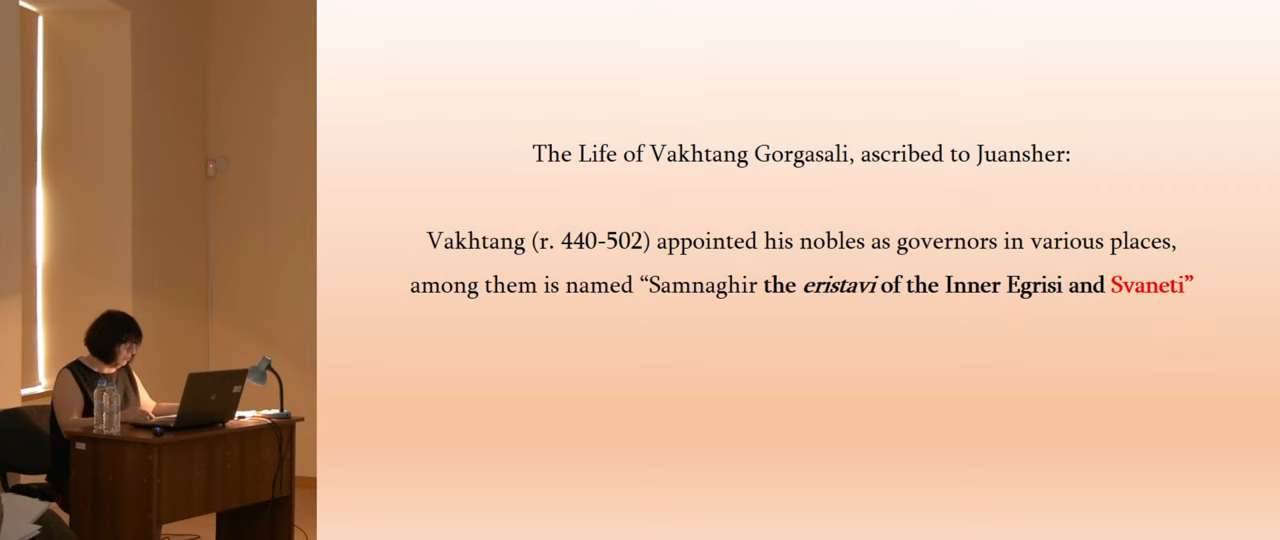 The Life of Vakhtang Gorgasali, ascribed to Juansher:
Vakhtang (r. 440-502) appointed his nobles as governors in various places,
among them is named “Samnaghir the eristavi of the Inner Egrisi and Svaneti”